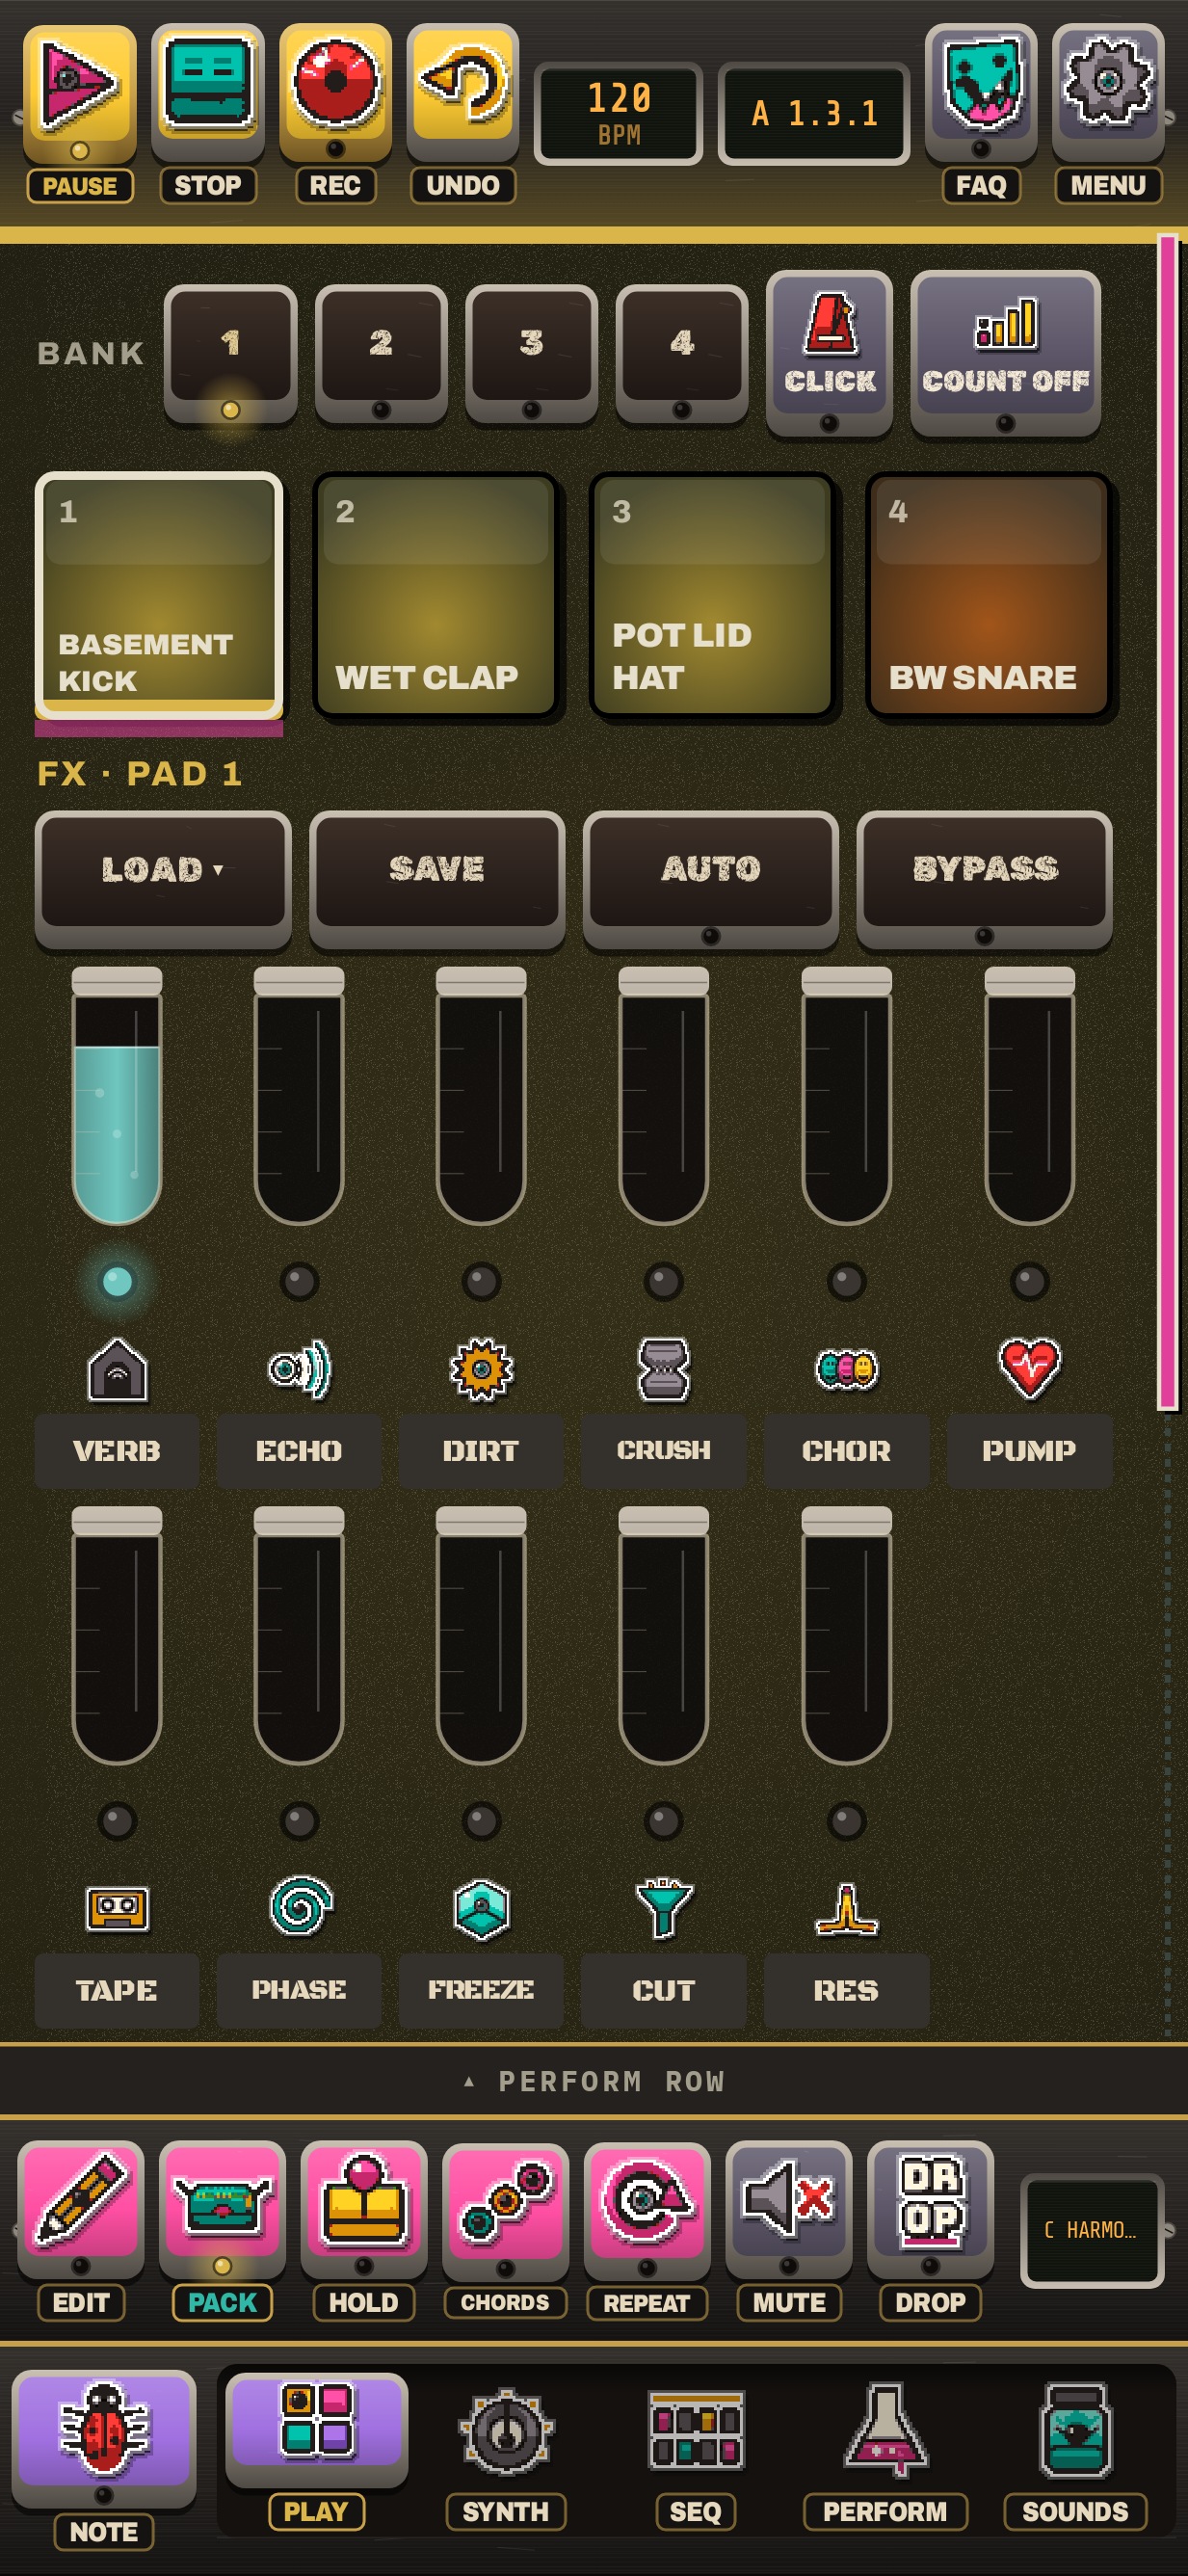 120
BPM
A 1.3.1
PAUSE STOP REC UNDO FAQ MENU
BANK 1 2 3 4 CLICK COUNT OFF
1 2 3 4
BASEMENT
KICK
WET CLAP
POT LID
HAT
BW SNARE
FX · PAD 1
LOAD ▾ SAVE AUTO BYPASS
VERB ECHO DIRT CRUSH CHOR PUMP
TAPE PHASE FREEZE CUT RES
▴ PERFORM ROW
DR
OP
C HARMO…
EDIT PACK HOLD CHORDS REPEAT MUTE DROP
NOTE PLAY SYNTH SEQ PERFORM SOUNDS